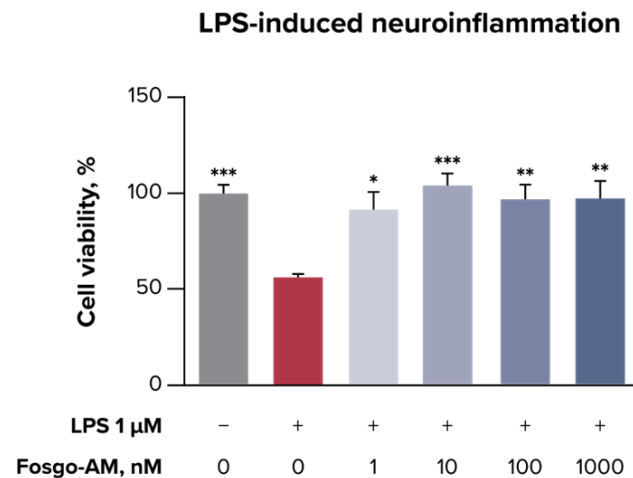 LPS-induced neuroinflammation
150
*** * *** ** **
100
Cell viability, %
50
0
LPS 1 µM − + + + + +
Fosgo-AM, nM 0 0 1 10 100 1000